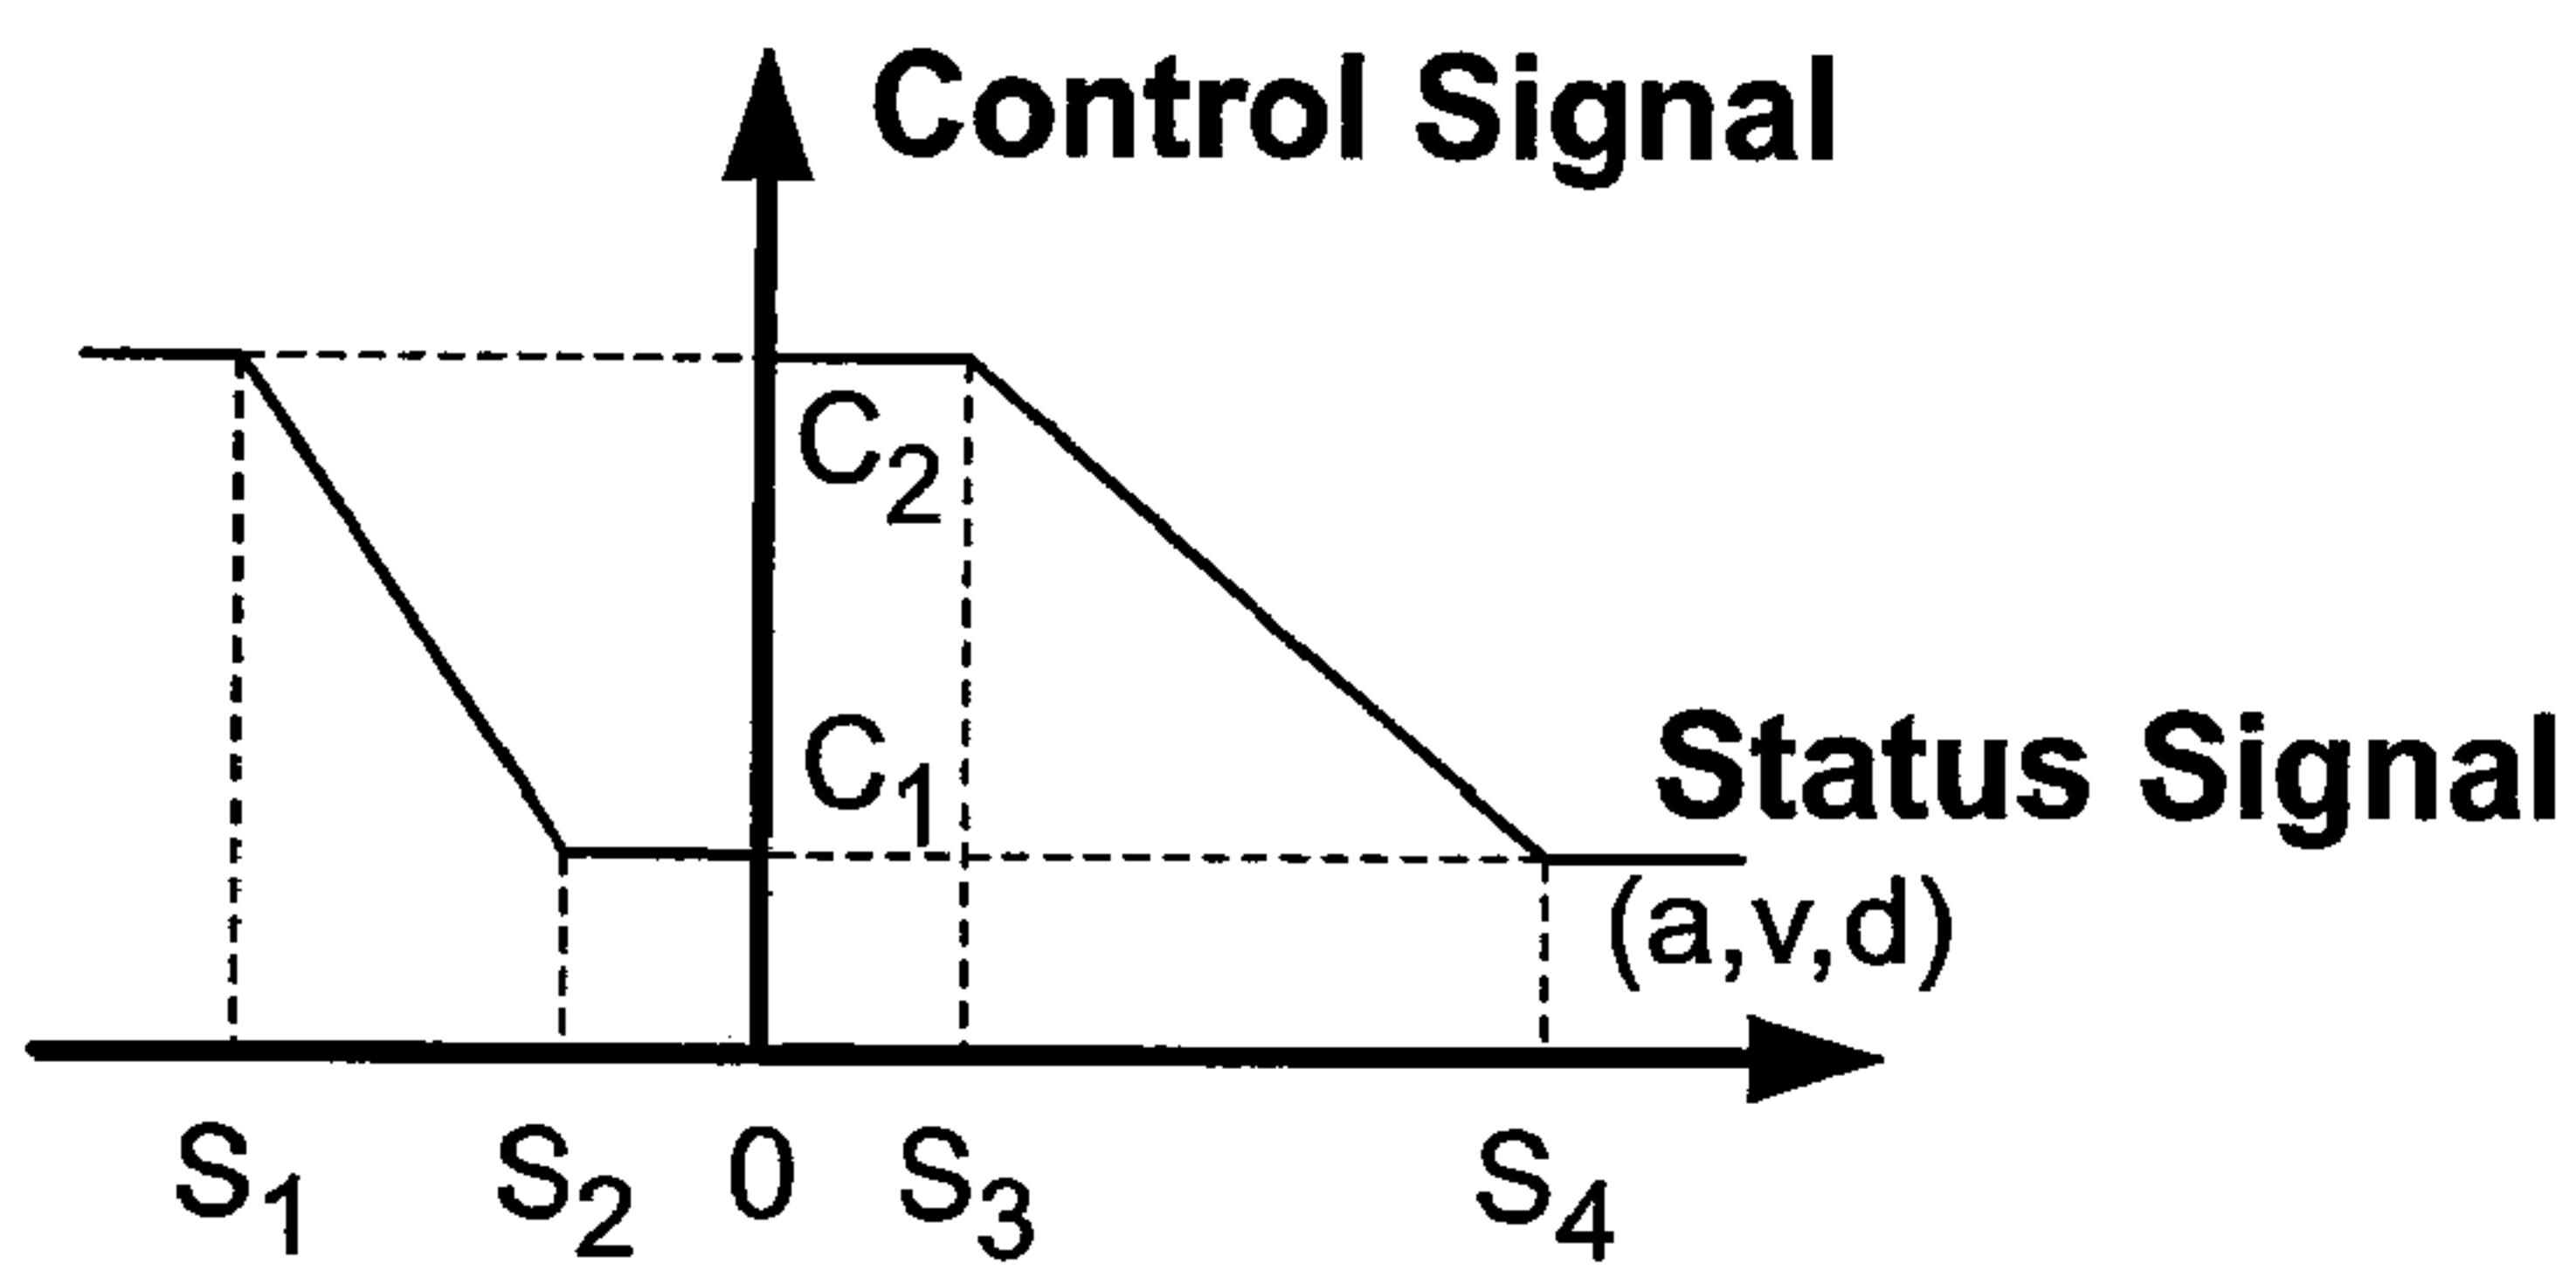 Control Signal
C2
C1
Status Signal
(a,v,d)
S1 S2 0 S3 S4